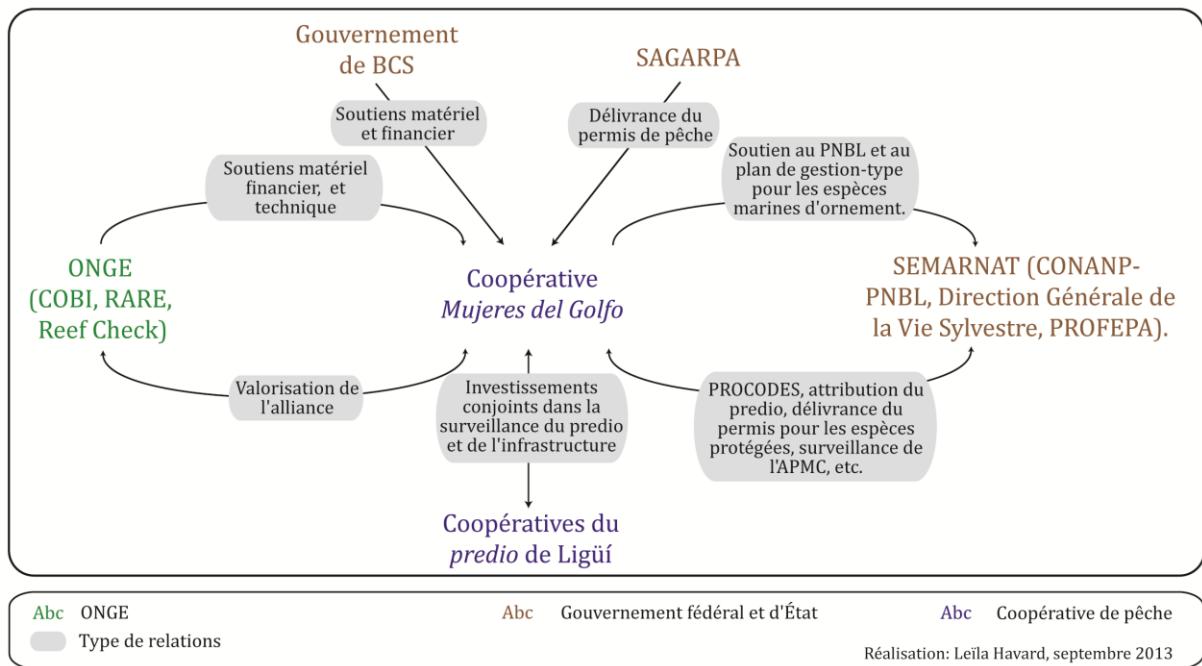 Gouvernement
de BCS
SAGARPA
Soutiens matériel
et financier
Délivrance du
permis de pêche
Soutiens matériel
financier, et
technique
Soutien au PNBL et au
plan de gestion-type
pour les espèces
marines d'ornement.
ONGE
(COBI, RARE,
Reef Check)
Coopérative
Mujeres del Golfo
SEMARNAT (CONANP-
PNBL, Direction Générale de
la Vie Sylvestre, PROFEPA).
Valorisation de
l'alliance
Investissements
conjoints dans la
surveillance du predio
et de l'infrastructure
PROCODES, attribution du
predio, délivrance du
permis pour les espèces
protégées, surveillance de
l'APMC, etc.
Coopératives du
predio de Ligüí
Abc ONGE
Abc Gouvernement fédéral et d'État
Abc Coopérative de pêche
Type de relations
Réalisation: Leïla Havard, septembre 2013